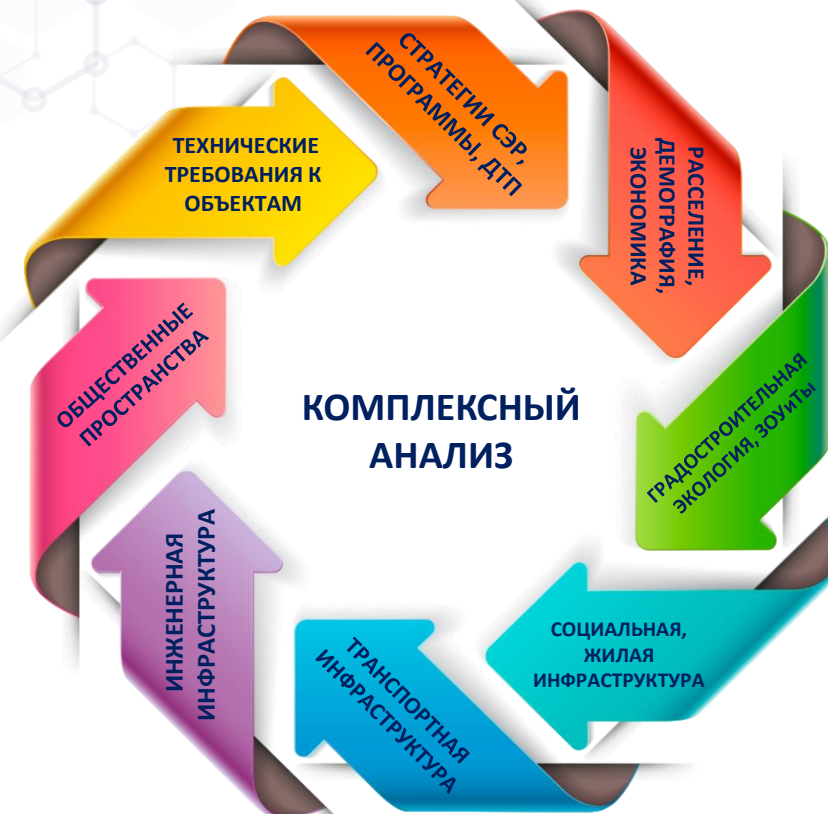 СТРАТЕГИИ СЭР,
ПРОГРАММЫ, ДТП
РАССЕЛЕНИЕ,
ДЕМОГРАФИЯ,
ЭКОНОМИКА
ГРАДОСТРОИТЕЛЬНАЯ
ЭКОЛОГИЯ, ЗОУиТы
СОЦИАЛЬНАЯ,
ЖИЛАЯ
ИНФРАСТРУКТУРА
ТРАНСПОРТНАЯ
ИНФРАСТРУКТУРА
ИНЖЕНЕРНАЯ
ИНФРАСТРУКТУРА
ОБЩЕСТВЕННЫЕ
ПРОСТРАНСТВА
ТЕХНИЧЕСКИЕ
ТРЕБОВАНИЯ К
ОБЪЕКТАМ
КОМПЛЕКСНЫЙ
АНАЛИЗ